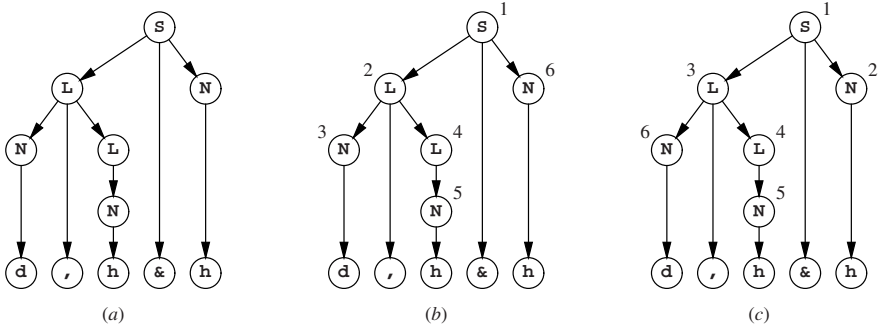 S 1 S 1 S
2 6 3 2
L N L N L N
3 4 6 4
N L N L N L
5 5
N N N
d , h & h d , h & h d , h & h
(a) (b) (c)